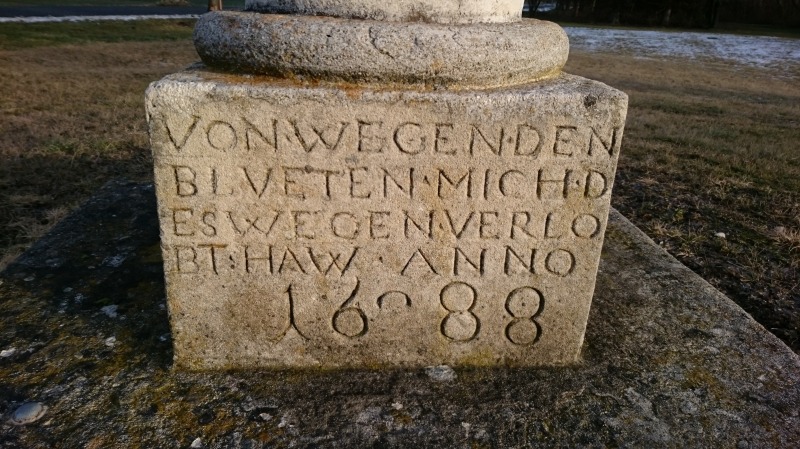 VON·WEGEN·DEN
BLVETEN·MICH·D
ESWEGEN·VERLO
BT·HAW·ANNO
1688